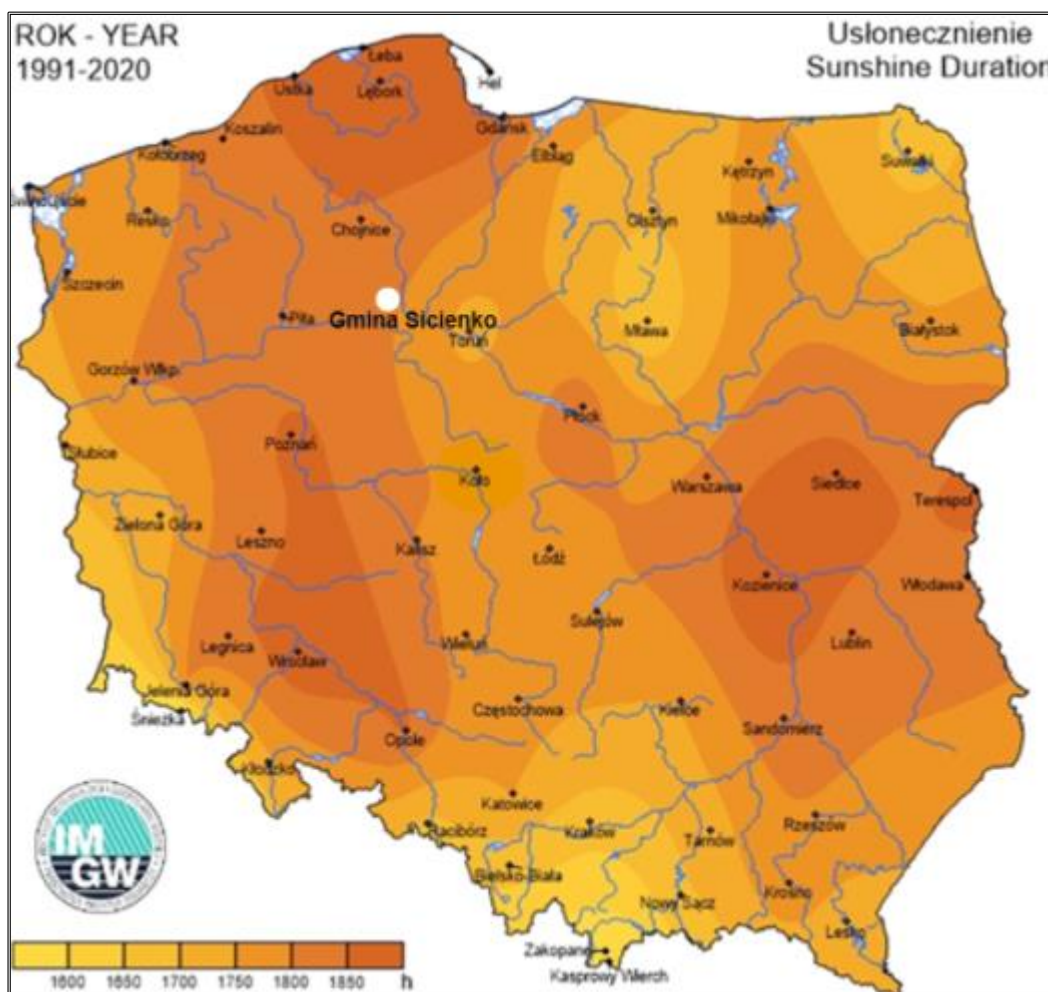 ROK - YEAR
1991-2020
Usłonecznienie
Sunshine Duration
Łeba
Ustka
Lębork
Hel
Koszalin
Gdańsk
Kołobrzeg
Elbląg
Kętrzyn
Suwałki
Świnoujście
Resko
Chojnice
Olsztyn
Mikołajki
Szczecin
Piła
Gmina Sicienko
Toruń
Mława
Białystok
Gorzów Wlkp.
Płock
Poznań
Słubice
Koło
Warszawa
Siedlce
Terespol
Zielona Góra
Leszno
Kalisz
Łódź
Kozienice
Włodawa
Sulejów
Legnica
Wrocław
Wieluń
Lublin
Jelenia Góra
Śnieżka
Częstochowa
Kielce
Sandomierz
Opole
Kłodzko
Katowice
Racibórz
Kraków
Tarnów
Rzeszów
IM
GW
Bielsko-Biała
Nowy Sącz
Krosno
Lesko
Zakopane
Kasprowy Wierch
1600 1650 1700 1750 1800 1850 h